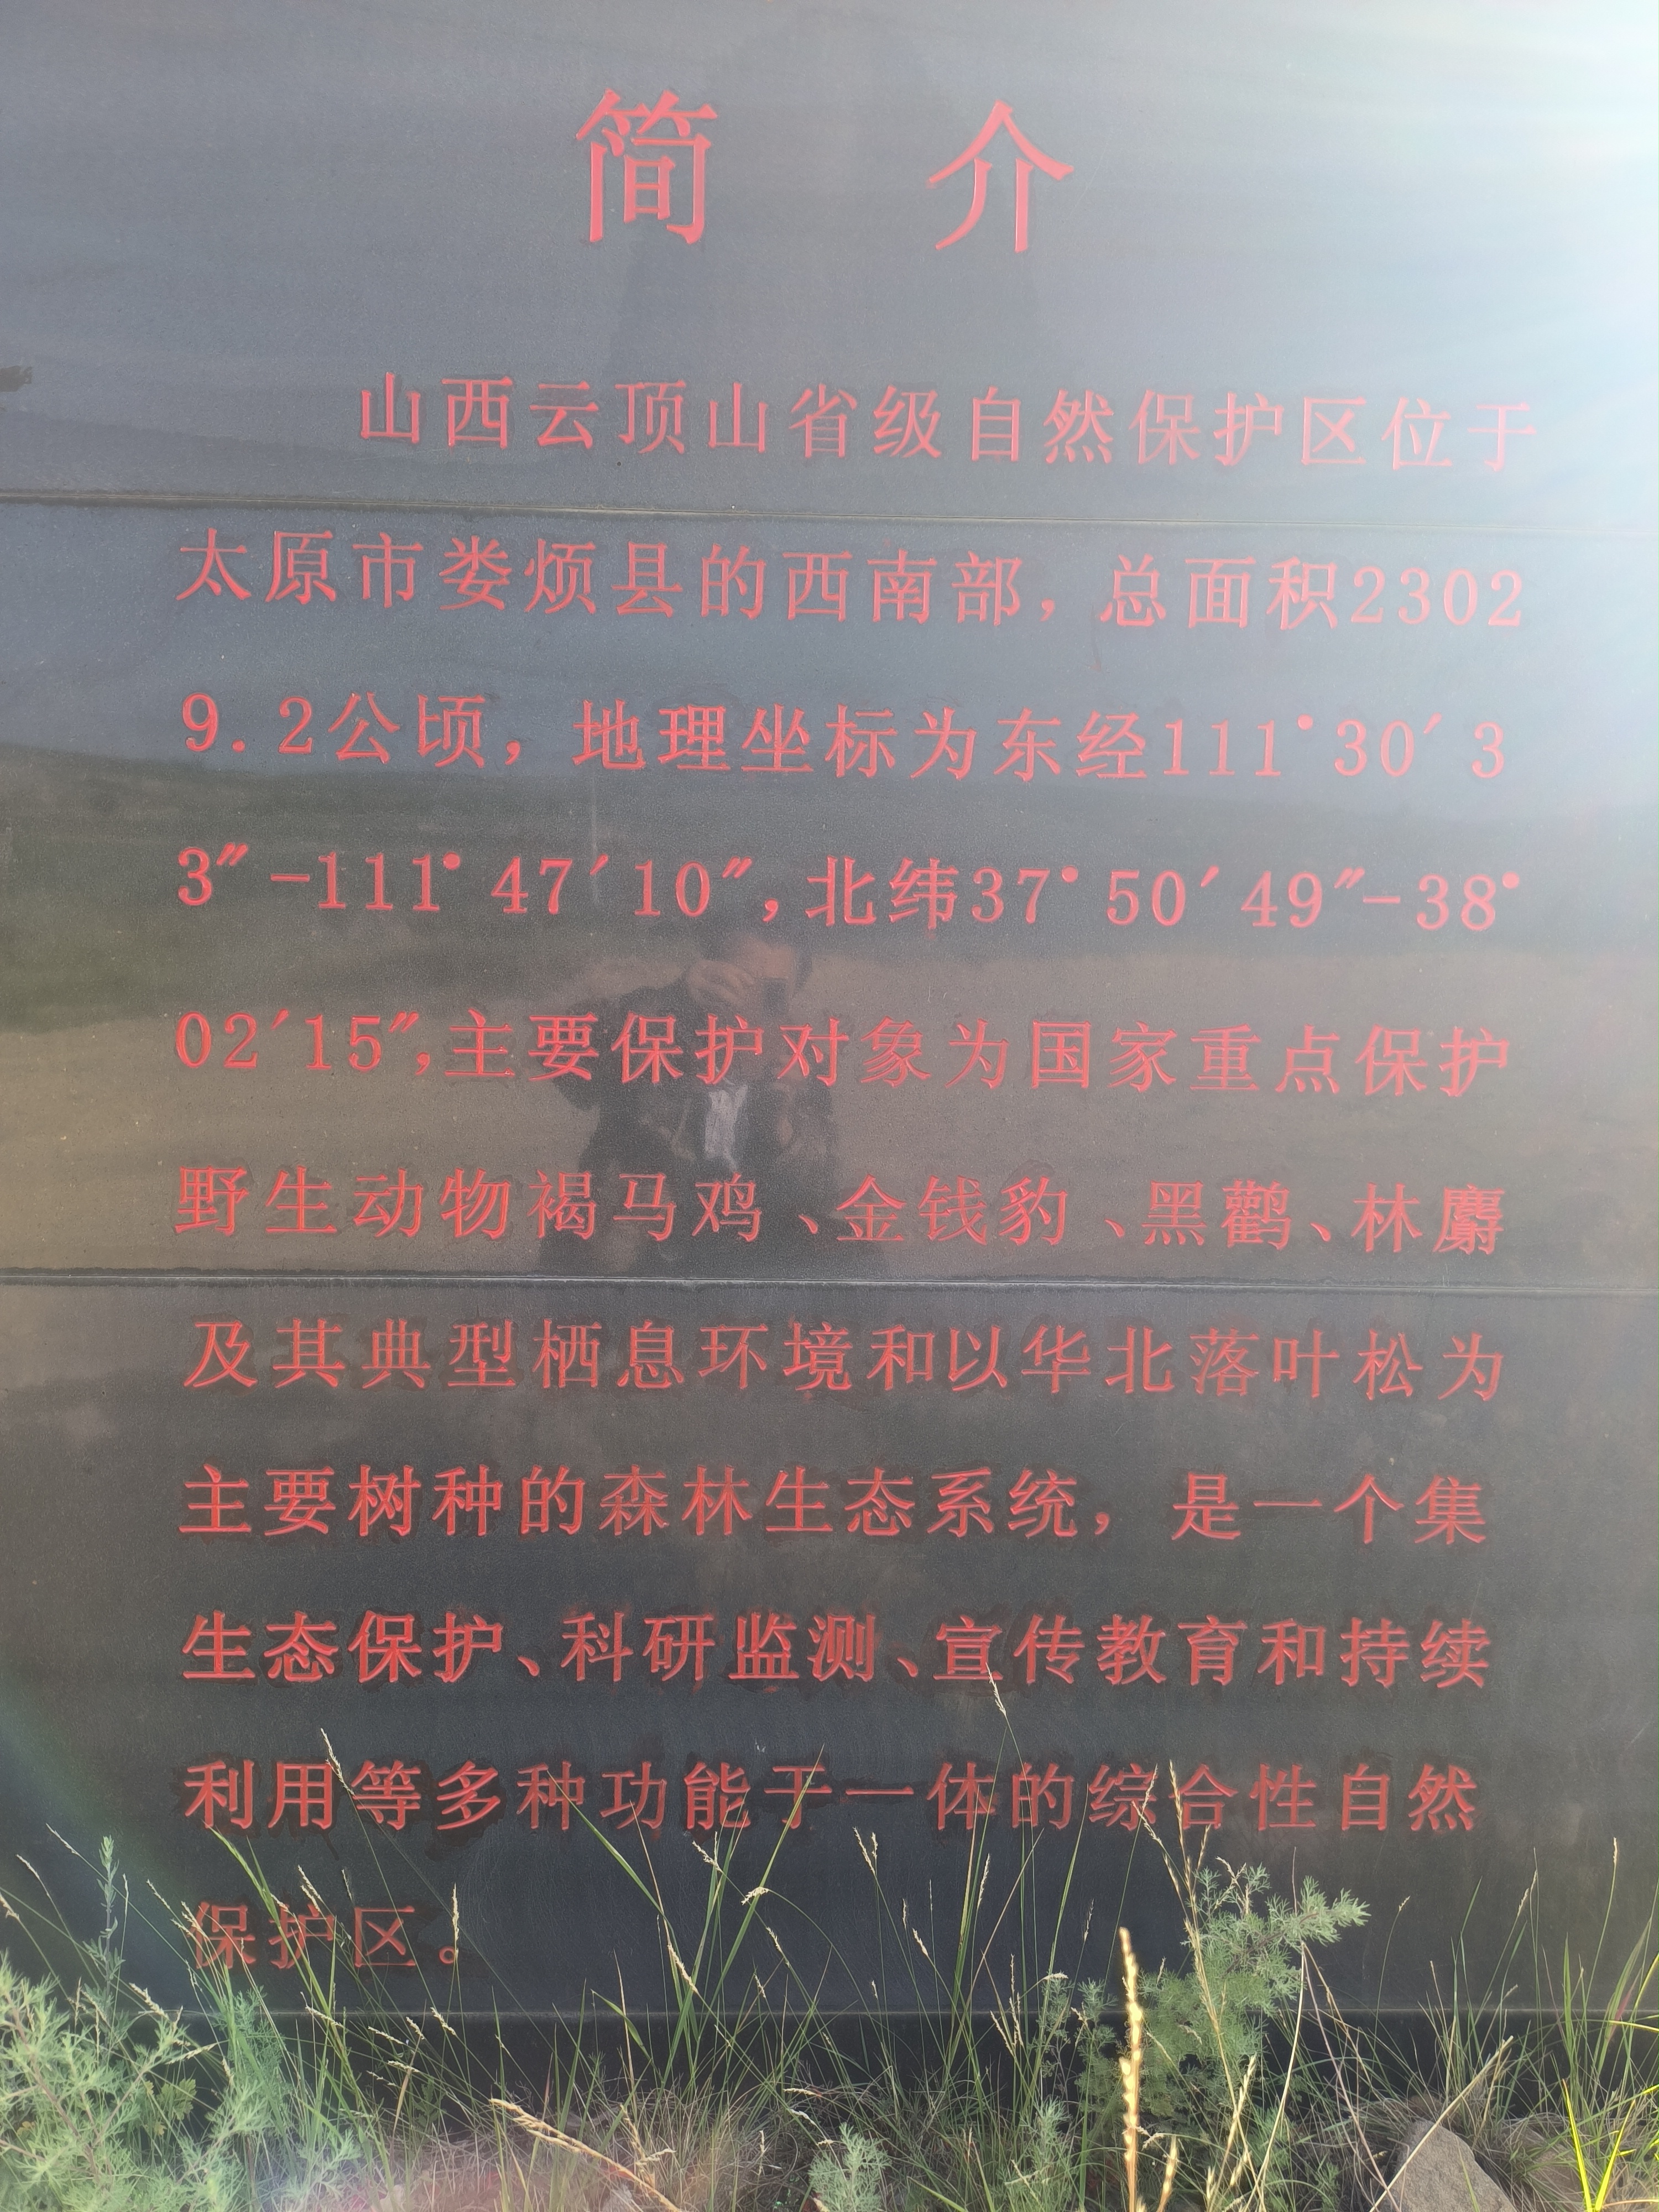 简 介
山西云顶山省级自然保护区位于
太原市娄烦县的西南部，总面积2302
9.2公顷，地理坐标为东经111°30′3
3″-111°47′10″,北纬37°50′49″-38°
02′15″,主要保护对象为国家重点保护
野生动物褐马鸡、金钱豹、黑鹳、林麝
及其典型栖息环境和以华北落叶松为
主要树种的森林生态系统，是一个集
生态保护、科研监测、宣传教育和持续
利用等多种功能于一体的综合性自然
保护区。